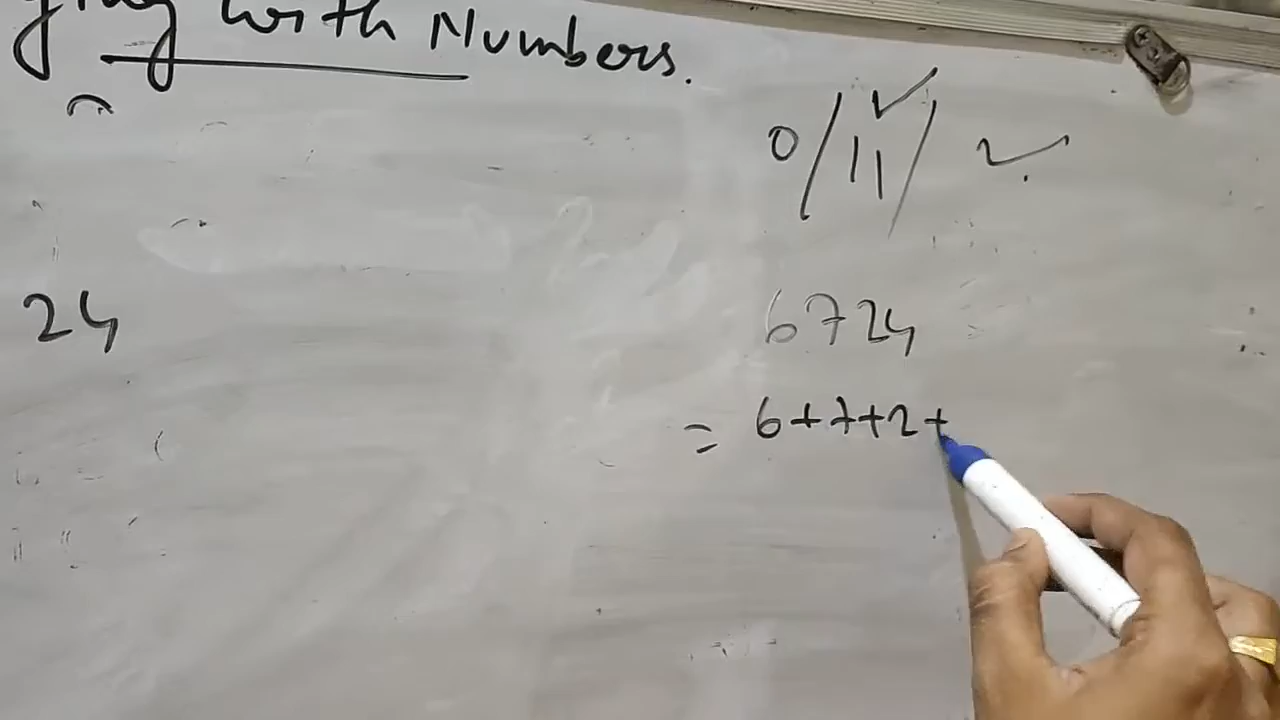 with Numbers.
0/11/
24
6724
= 6+7+2+